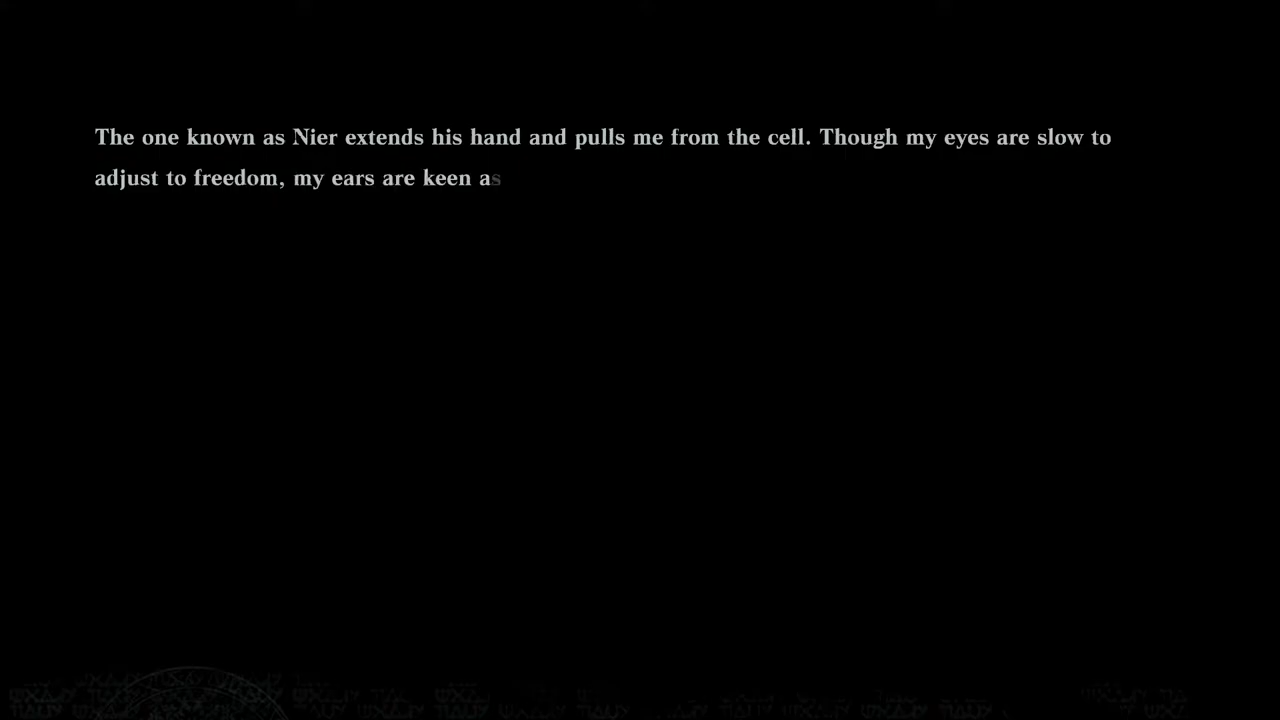 The one known as Nier extends his hand and pulls me from the cell. Though my eyes are slow to
adjust to freedom, my ears are keen as